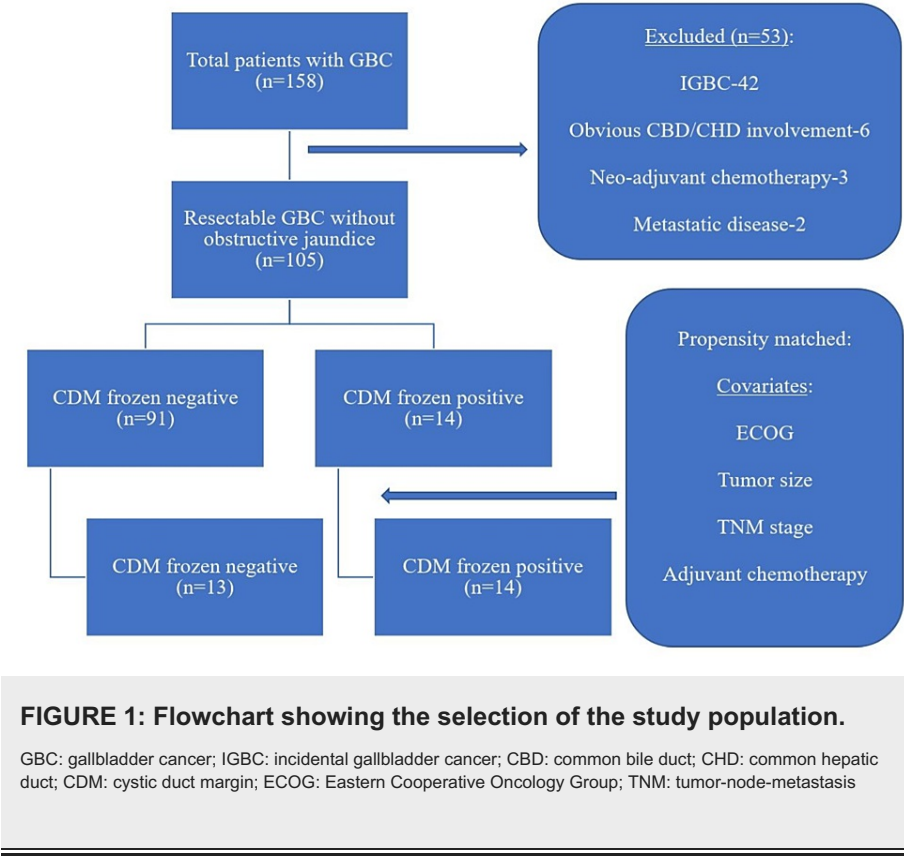 Total patients with GBC
(n=158)
Excluded (n=53):
IGBC-42
Obvious CBD/CHD involvement-6
Neo-adjuvant chemotherapy-3
Metastatic disease-2
Resectable GBC without
obstructive jaundice
(n=105)
CDM frozen negative
(n=91)
CDM frozen positive
(n=14)
Propensity matched:
Covariates:
ECOG
Tumor size
TNM stage
Adjuvant chemotherapy
CDM frozen negative
(n=13)
CDM frozen positive
(n=14)
FIGURE 1: Flowchart showing the selection of the study population.
GBC: gallbladder cancer; IGBC: incidental gallbladder cancer; CBD: common bile duct; CHD: common hepatic
duct; CDM: cystic duct margin; ECOG: Eastern Cooperative Oncology Group; TNM: tumor-node-metastasis